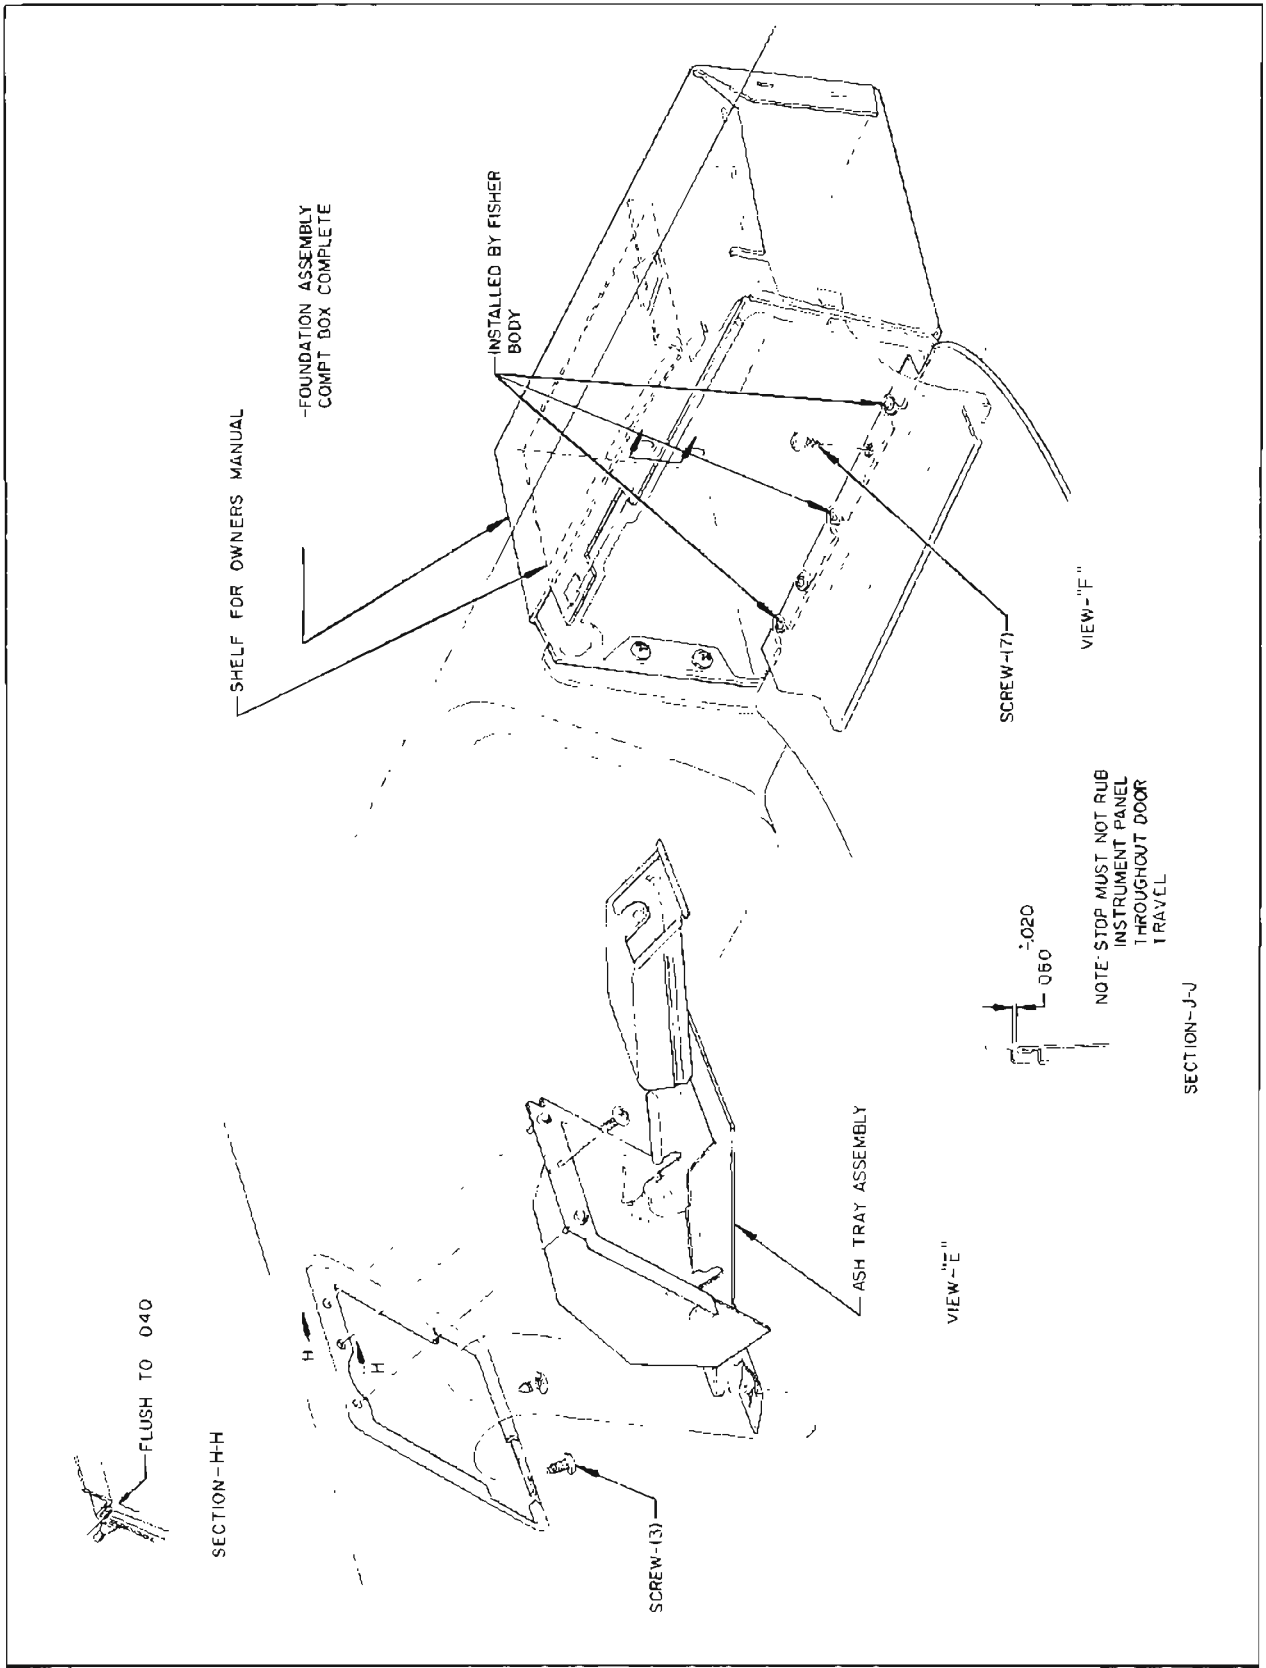 FLUSH TO 040
SECTION-H-H
H
H
SCREW-(3)
ASH TRAY ASSEMBLY
VIEW-"E"
SHELF FOR OWNERS MANUAL
FOUNDATION ASSEMBLY
COMPT BOX COMPLETE
INSTALLED BY FISHER
BODY
SCREW-(7)
VIEW-"F"
.020
060
NOTE-STOP MUST NOT RUB
INSTRUMENT PANEL
THROUGHOUT DOOR
TRAVEL
SECTION-J-J